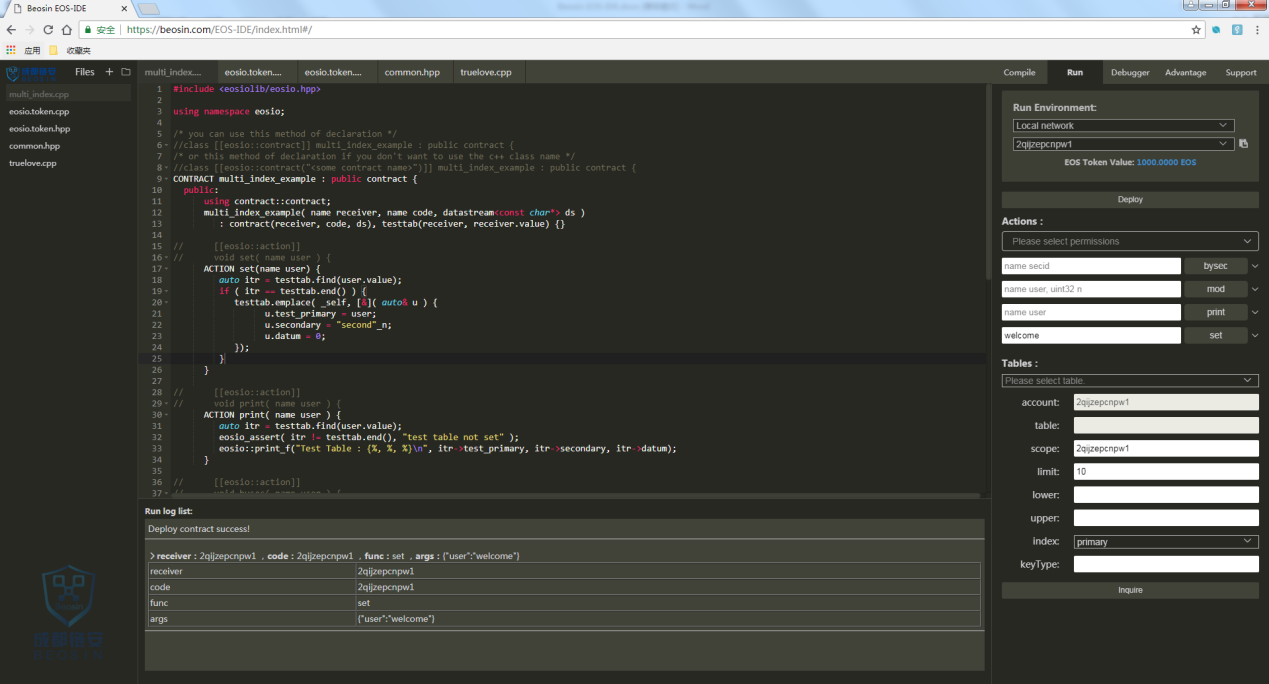 Beosin EOS-IDE
安全 https://beosin.com/EOS-IDE/index.html#/
应用 收藏夹
Files
multi_index.... eosio.token.... eosio.token.... common.hpp truelove.cpp
Compile Run Debugger Advantage Support
multi_index.cpp
eosio.token.cpp
eosio.token.hpp
common.hpp
truelove.cpp
1 #include <eosiolib/eosio.hpp>
2
3 using namespace eosio;
4
5 /* you can use this method of declaration */
6 //class [[eosio::contract]] multi_index_example : public contract {
7 /* or this method of declaration if you don't want to use the c++ class name */
8 //class [[eosio::contract("<some contract name>")]] multi_index_example : public contract {
9 CONTRACT multi_index_example : public contract {
10 public:
11 using contract::contract;
12 multi_index_example( name receiver, name code, datastream<const char*> ds )
13 : contract(receiver, code, ds), testtab(receiver, receiver.value) {}
14
15 // [[eosio::action]]
16 // void set( name user ) {
17 ACTION set(name user) {
18 auto itr = testtab.find(user.value);
19 if ( itr == testtab.end() ) {
20 testtab.emplace( _self, [&]( auto& u ) {
21 u.test_primary = user;
22 u.secondary = "second"_n;
23 u.datum = 0;
24 });
25 }
26 }
27
28 // [[eosio::action]]
29 // void print( name user ) {
30 ACTION print( name user ) {
31 auto itr = testtab.find(user.value);
32 eosio_assert( itr != testtab.end(), "test table not set" );
33 eosio::print_f("Test Table : {%, %, %}\n", itr->test_primary, itr->secondary, itr->datum);
34 }
35
36 // [[eosio::action]]
37 // void bysec( name user ) {
Run log list:
Deploy contract success!
receiver : 2qijzepcnpw1 , code : 2qijzepcnpw1 , func : set , args : {"user":"welcome"}
receiver 2qijzepcnpw1
code 2qijzepcnpw1
func set
args {"user":"welcome"}
Run Environment:
Local network
2qijzepcnpw1
EOS Token Value: 1000.0000 EOS
Deploy
Actions :
Please select permissions
name secid bysec
name user, uint32 n mod
name user print
welcome set
Tables :
Please select table.
account: 2qijzepcnpw1
table:
scope: 2qijzepcnpw1
limit: 10
lower:
upper:
index: primary
keyType:
Inquire